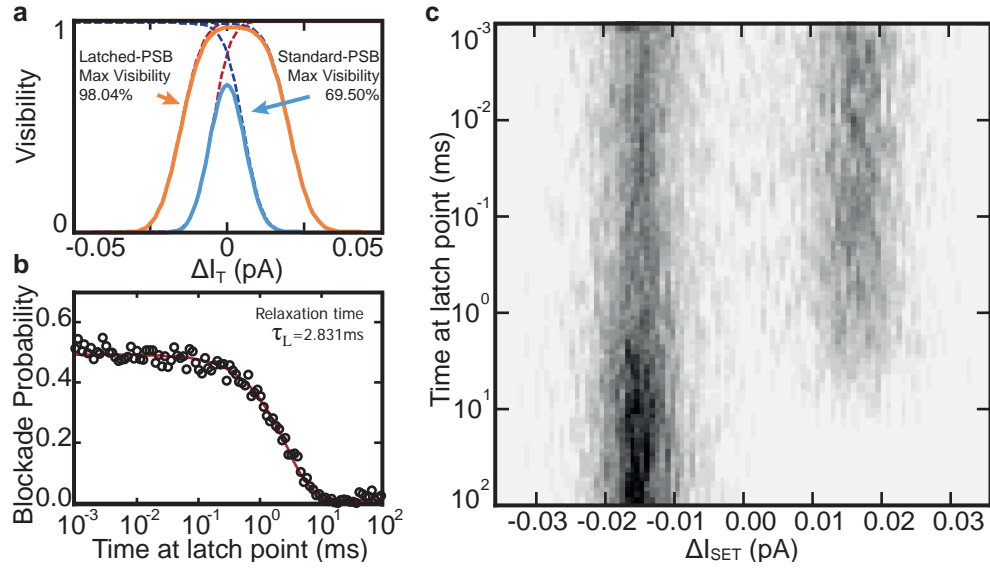 a
1
Latched-PSB
Max Visibility
98.04%
Standard-PSB
Max Visibility
69.50%
Visibility
0
-0.05
0
0.05
ΔI_T (pA)
b
Blockade Probability
0.6
0.4
0.2
0.0
Relaxation time
τ_L=2.831ms
10^-3
10^-2
10^-1
10^0
10^1
10^2
Time at latch point (ms)
c
Time at latch point (ms)
10^-3
10^-2
10^-1
10^0
10^1
10^2
-0.03
-0.02
-0.01
0.00
0.01
0.02
0.03
ΔI_SET (pA)